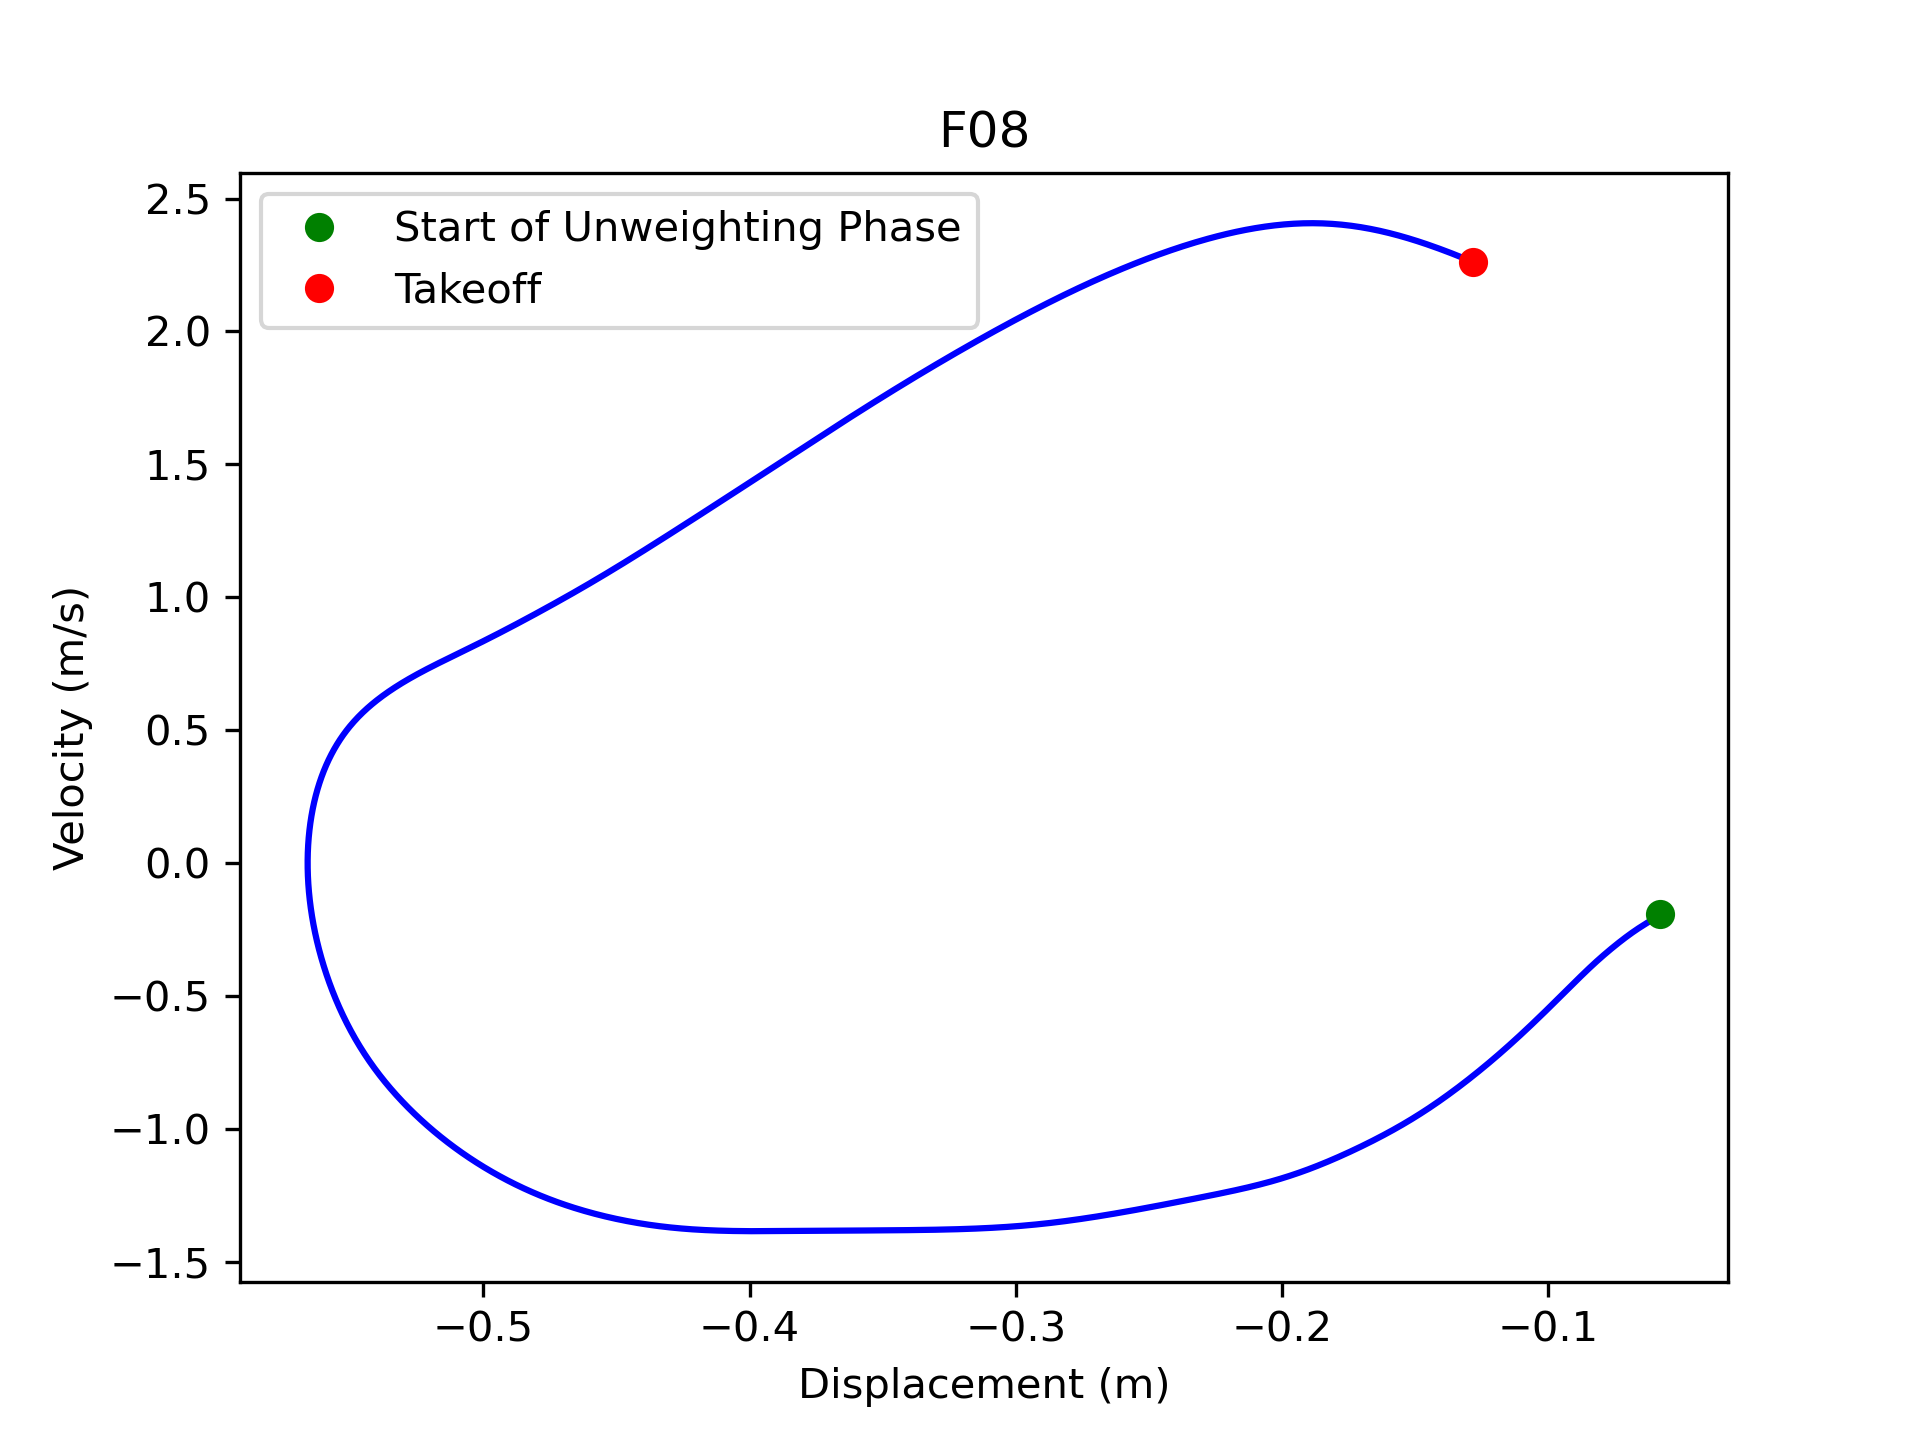 F08
Start of Unweighting Phase
Takeoff
2.5
2.0
1.5
1.0
0.5
0.0
−0.5
−1.0
−1.5
Velocity (m/s)
−0.5 −0.4 −0.3 −0.2 −0.1
Displacement (m)